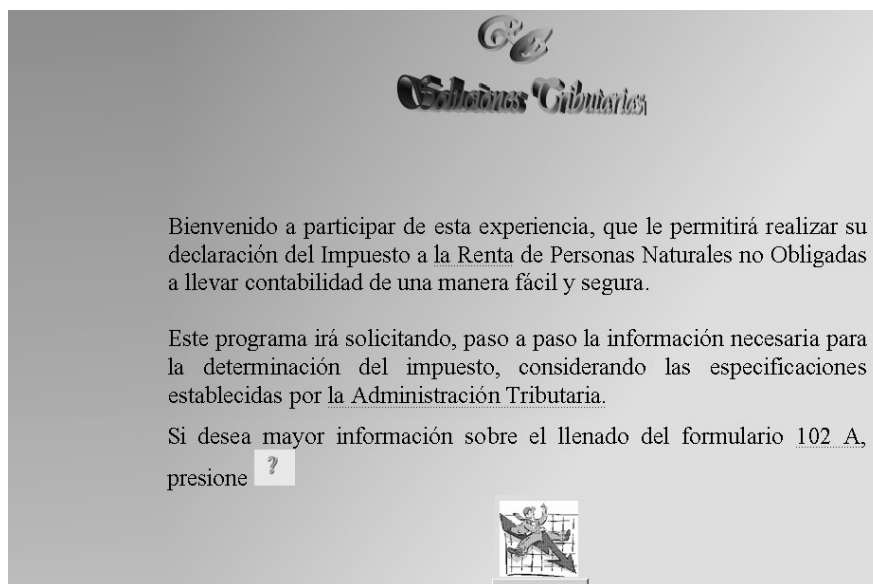 Soluciones Tributarias
Bienvenido a participar de esta experiencia, que le permitirá realizar su
declaración del Impuesto a la Renta de Personas Naturales no Obligadas
a llevar contabilidad de una manera fácil y segura.
Este programa irá solicitando, paso a paso la información necesaria para
la determinación del impuesto, considerando las especificaciones
establecidas por la Administración Tributaria.
Si desea mayor información sobre el llenado del formulario 102 A,
presione ?